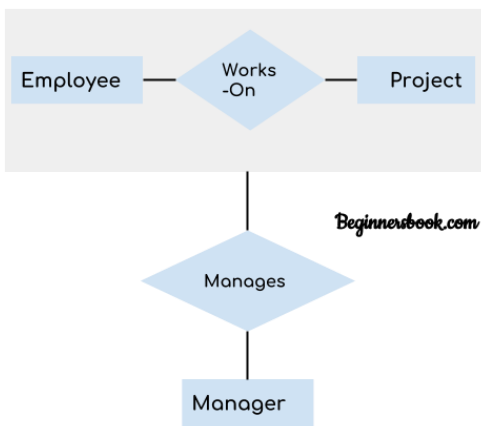 Employee
Works
-On
Project
Beginnersbook.com
Manages
Manager